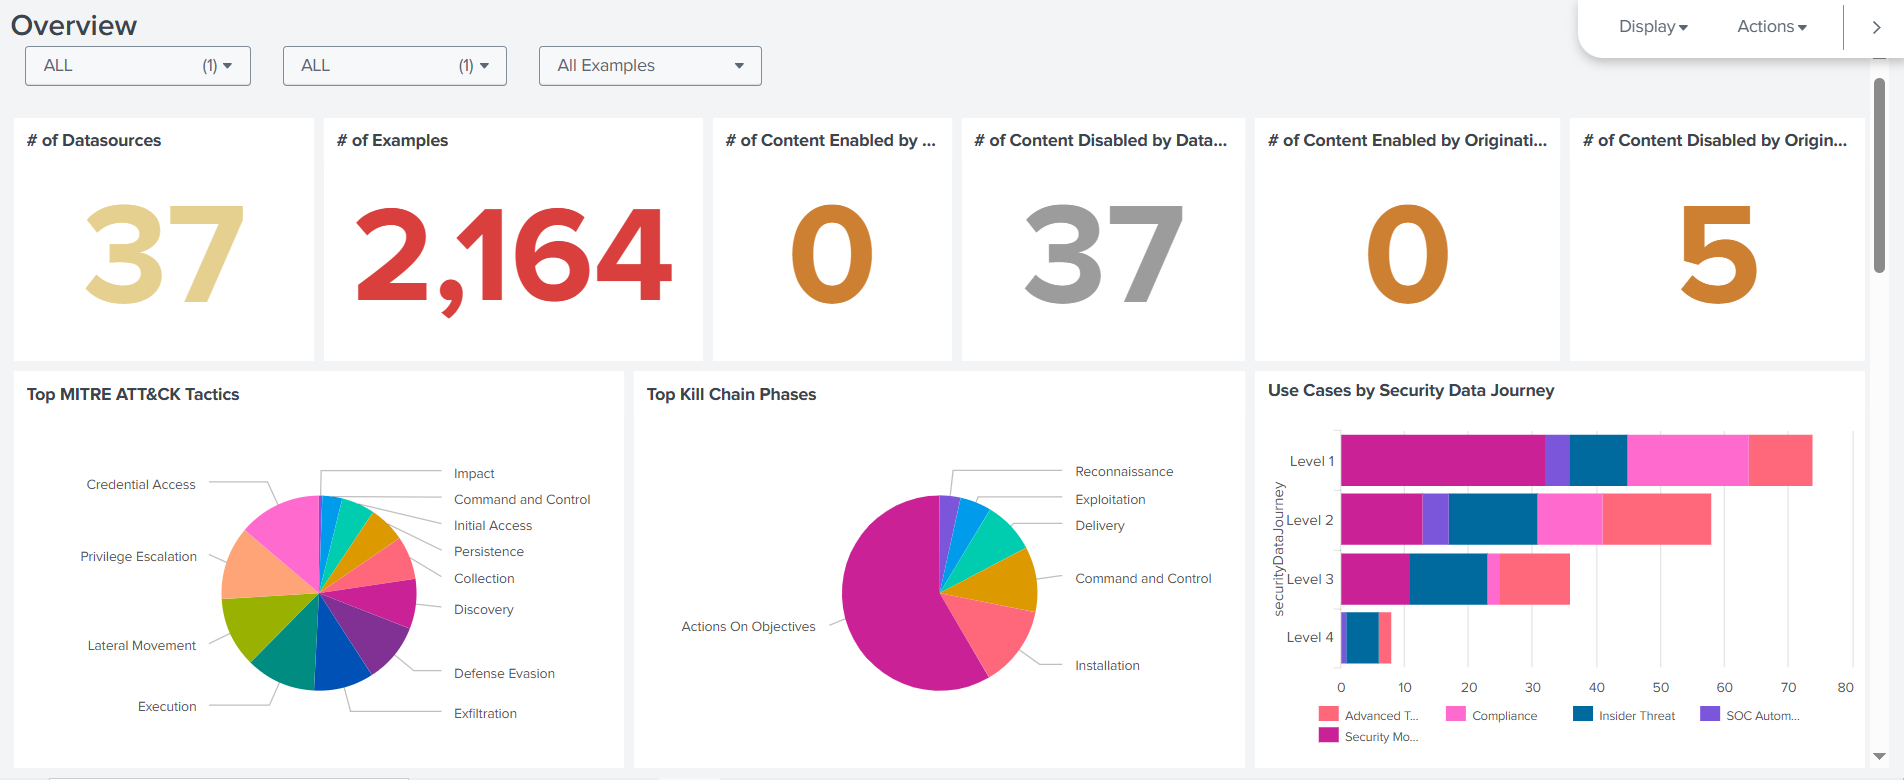 Overview
Display
Actions
ALL (1)
ALL (1)
All Examples
# of Datasources
37
# of Examples
2,164
# of Content Enabled by ...
0
# of Content Disabled by Data...
37
# of Content Enabled by Originati...
0
# of Content Disabled by Origin...
5
Top MITRE ATT&CK Tactics
Impact
Command and Control
Initial Access
Persistence
Collection
Discovery
Defense Evasion
Exfiltration
Execution
Lateral Movement
Privilege Escalation
Credential Access
Top Kill Chain Phases
Reconnaissance
Exploitation
Delivery
Command and Control
Installation
Actions On Objectives
Use Cases by Security Data Journey
securityDataJourney
Level 1
Level 2
Level 3
Level 4
0 10 20 30 40 50 60 70 80
Advanced T... Compliance Insider Threat SOC Autom...
Security Mo...